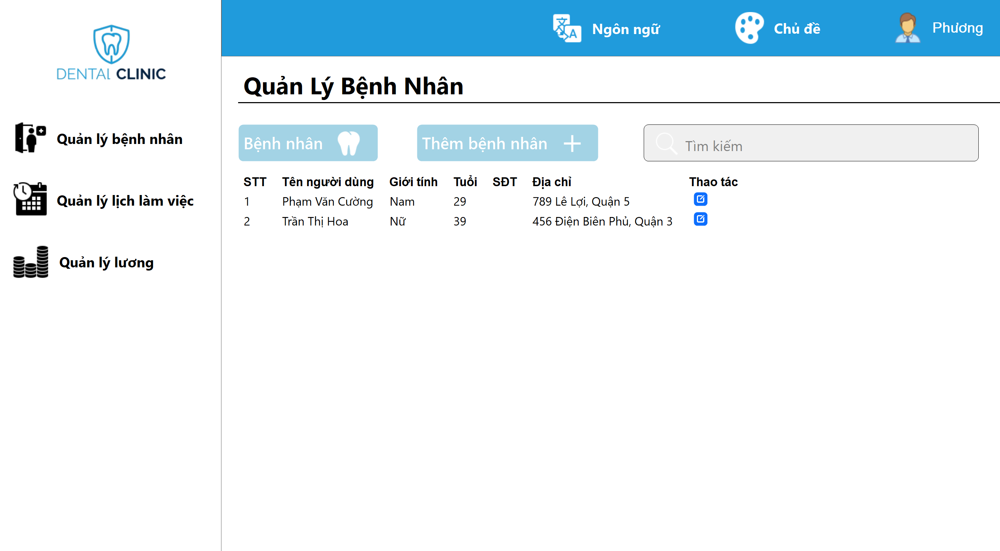 DENTAL CLINIC
Ngôn ngữ
Chủ đề
Phương
Quản lý bệnh nhân
Quản lý lịch làm việc
Quản lý lương
Quản Lý Bệnh Nhân
Bệnh nhân
Thêm bệnh nhân
Tìm kiếm
STT Tên người dùng Giới tính Tuổi SĐT Địa chỉ Thao tác
1 Phạm Văn Cường Nam 29 789 Lê Lợi, Quận 5
2 Trần Thị Hoa Nữ 39 456 Điện Biên Phủ, Quận 3